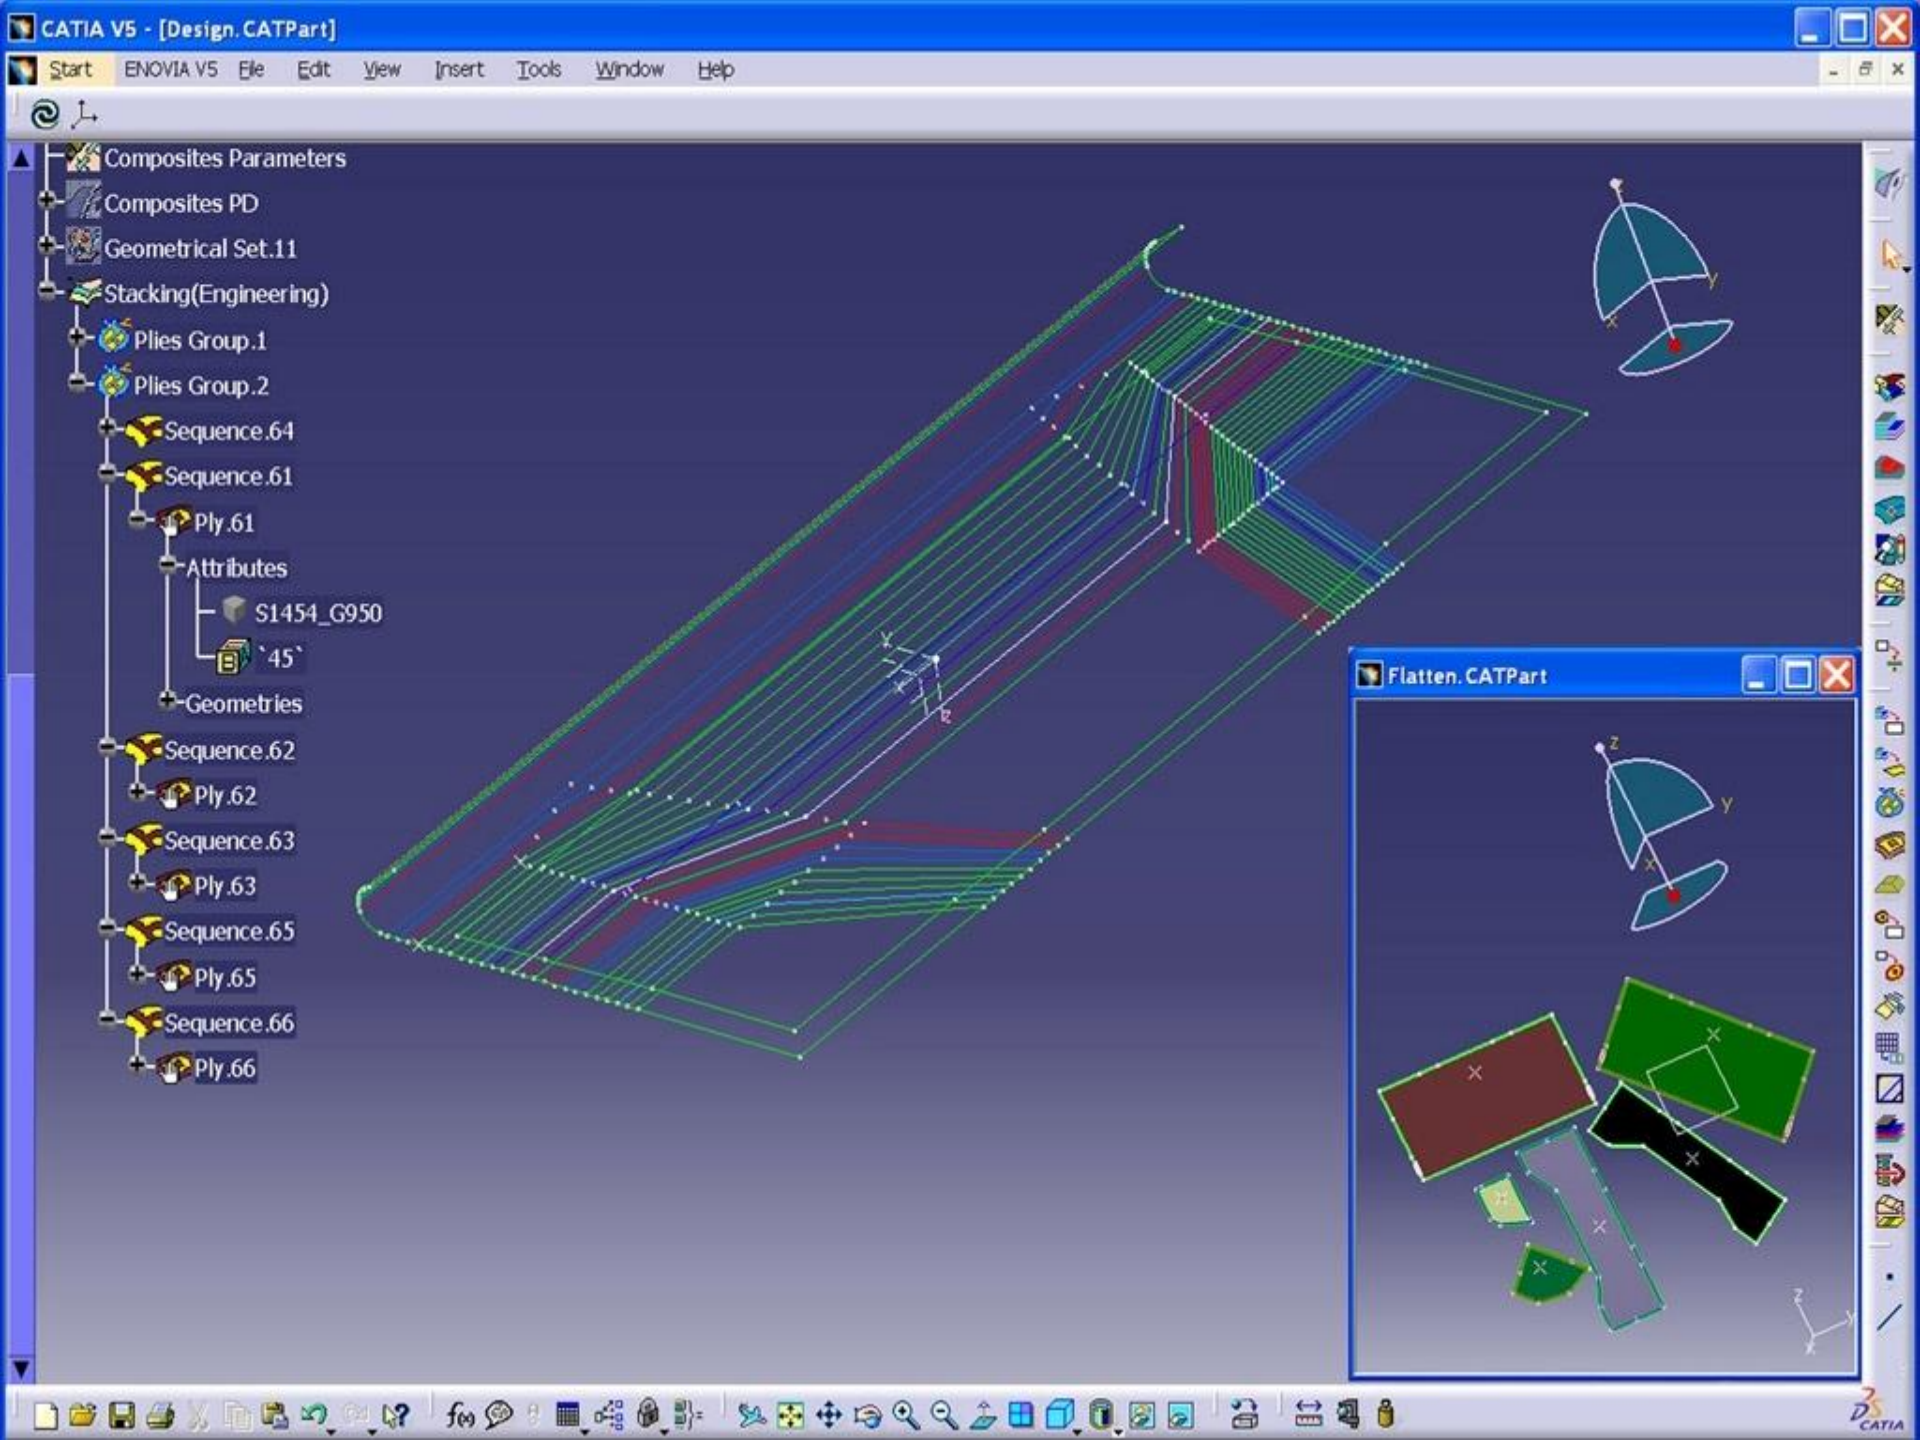 CATIA V5 - [Design.CATPart]
Start ENOVIA V5 File Edit View Insert Tools Window Help
Composites Parameters
Composites PD
Geometrical Set.11
Stacking(Engineering)
Plies Group.1
Plies Group.2
Sequence.64
Sequence.61
Ply.61
Attributes
S1454_G950
`45`
Geometries
Sequence.62
Ply.62
Sequence.63
Ply.63
Sequence.65
Ply.65
Sequence.66
Ply.66
y
x
Y
X
Z
Flatten.CATPart
z
y
x
Z
Y
X
f(x)
CATIA